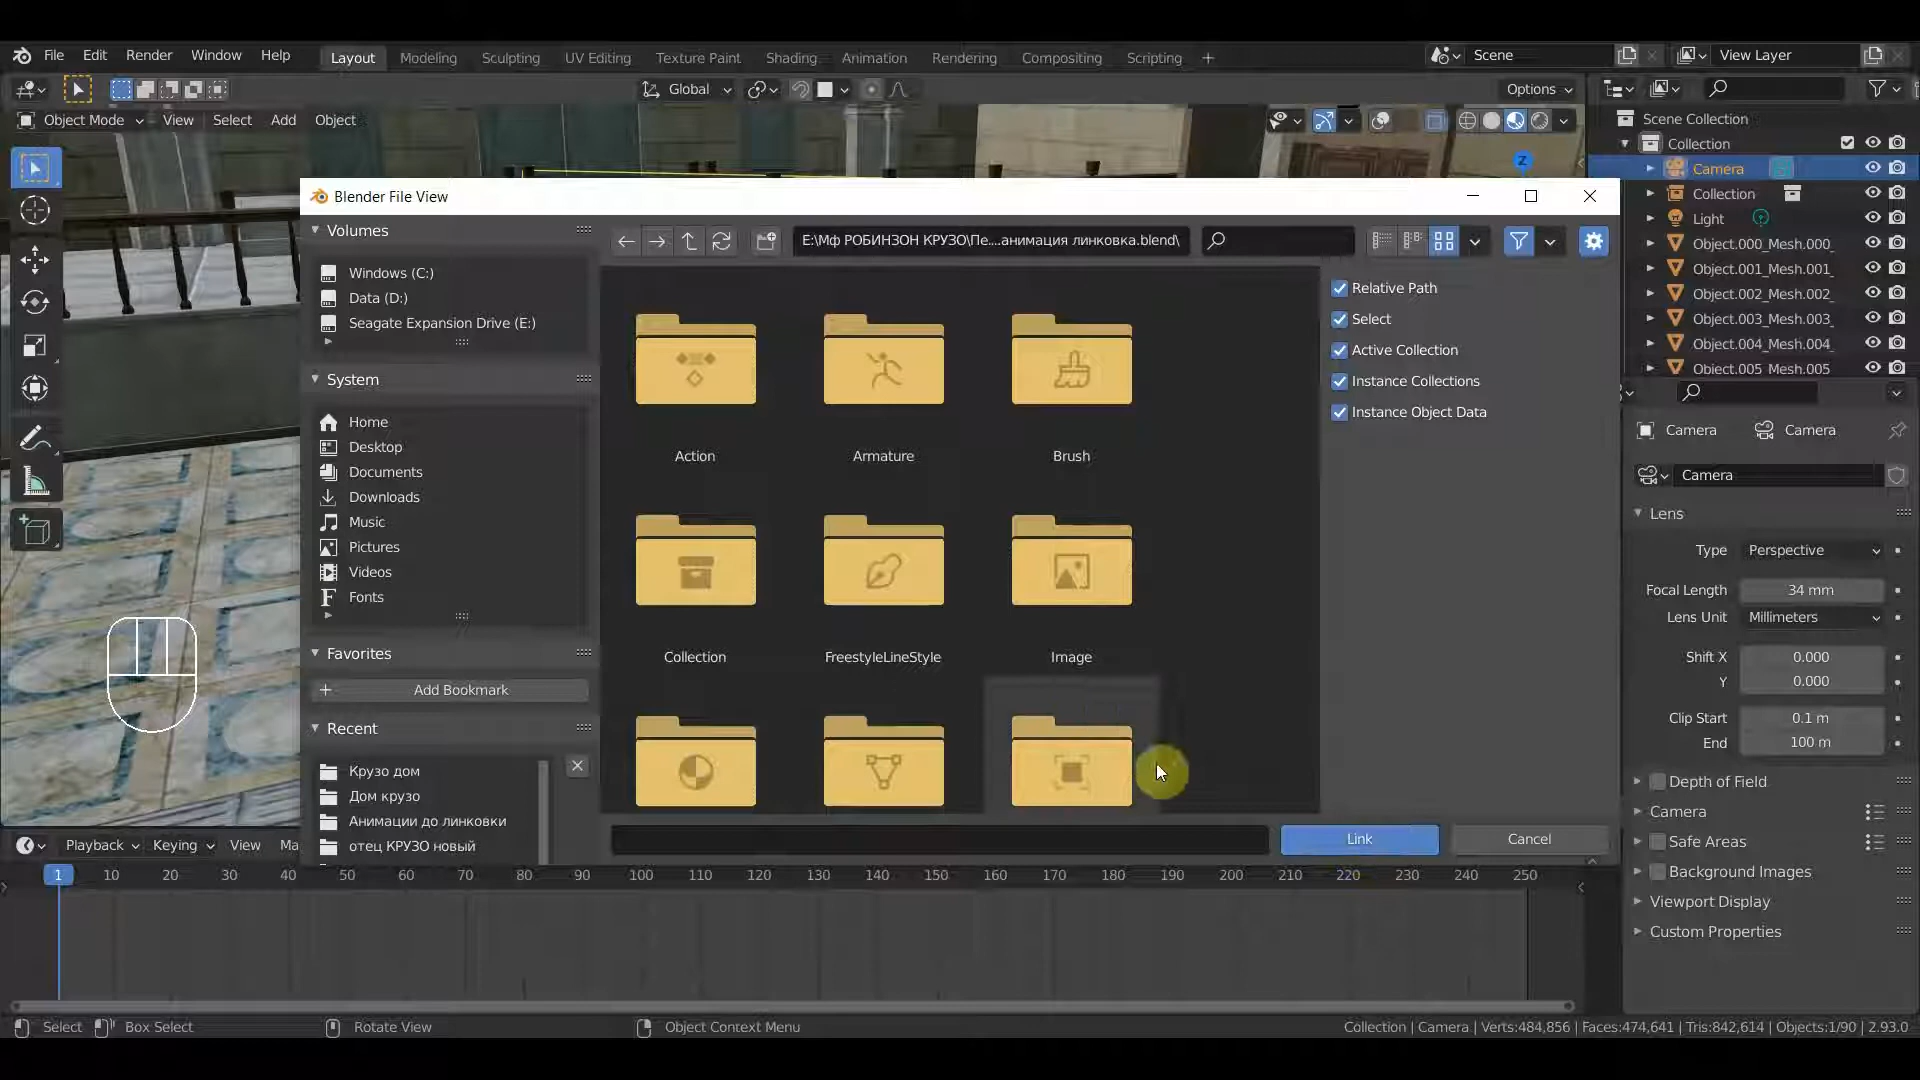 File Edit Render Window Help Layout Modeling Sculpting UV Editing Texture Paint Shading Animation Rendering Compositing Scripting + Scene View Layer
Global Options
Object Mode View Select Add Object
Z
Scene Collection
Collection
Camera
Collection
Light
Object.000_Mesh.000_
Object.001_Mesh.001_
Object.002_Mesh.002_
Object.003_Mesh.003_
Object.004_Mesh.004_
Object.005_Mesh.005
Blender File View
Volumes
Windows (C:)
Data (D:)
Seagate Expansion Drive (E:)
System
Home
Desktop
Documents
Downloads
Music
Pictures
Videos
Fonts
Favorites
Add Bookmark
Recent
Крузо дом
Дом крузо
Анимации до линковки
отец КРУЗО новый
E:\Мф РОБИНЗОН КРУЗО\Пе....анимация линковка.blend\
Action Armature Brush
Collection FreestyleLineStyle Image
Relative Path
Select
Active Collection
Instance Collections
Instance Object Data
Link Cancel
Camera Camera
Camera
Lens
Type Perspective
Focal Length 34 mm
Lens Unit Millimeters
Shift X 0.000
Y 0.000
Clip Start 0.1 m
End 100 m
Depth of Field
Camera
Safe Areas
Background Images
Viewport Display
Custom Properties
Playback Keying View Ma
1 10 20 30 40 50 60 70 80 90 100 110 120 130 140 150 160 170 180 190 200 210 220 230 240 250
Select Box Select Rotate View Object Context Menu Collection | Camera | Verts:484,856 | Faces:474,641 | Tris:842,614 | Objects:1/90 | 2.93.0